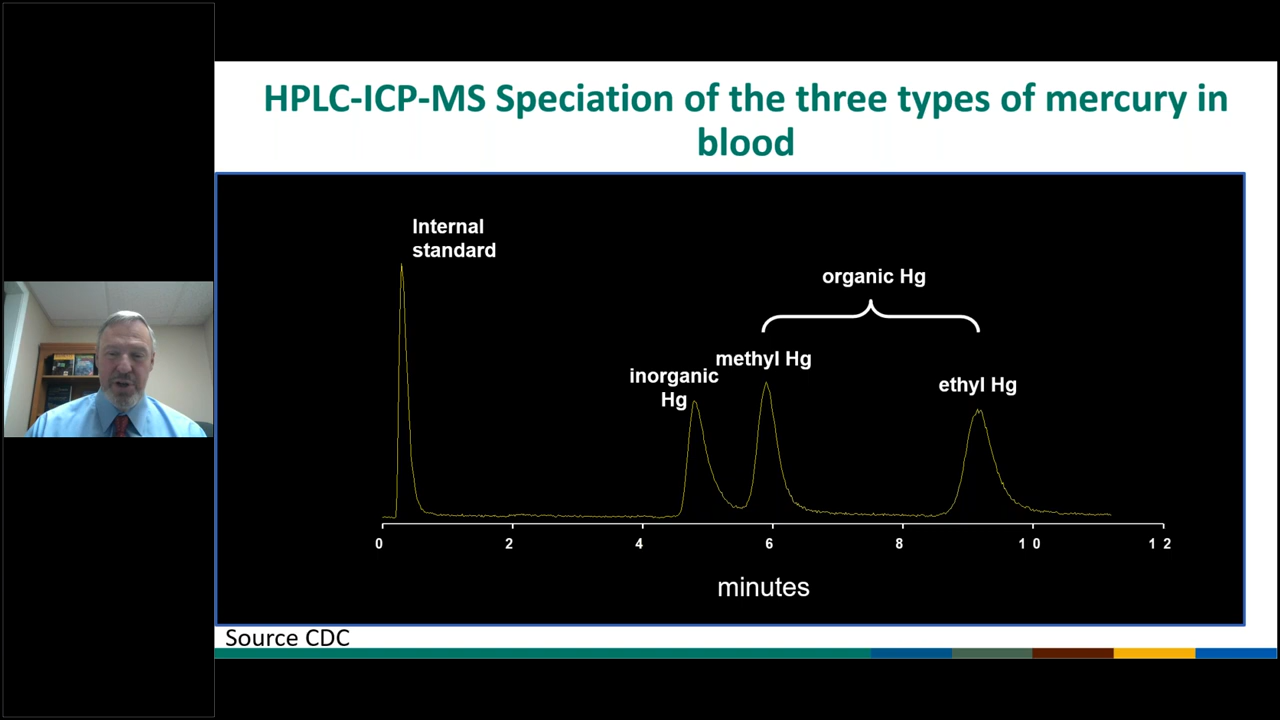 HPLC-ICP-MS Speciation of the three types of mercury in
blood
Internal
standard
organic Hg
methyl Hg
inorganic
Hg
ethyl Hg
0 2 4 6 8 1 0 1 2
minutes
Source CDC